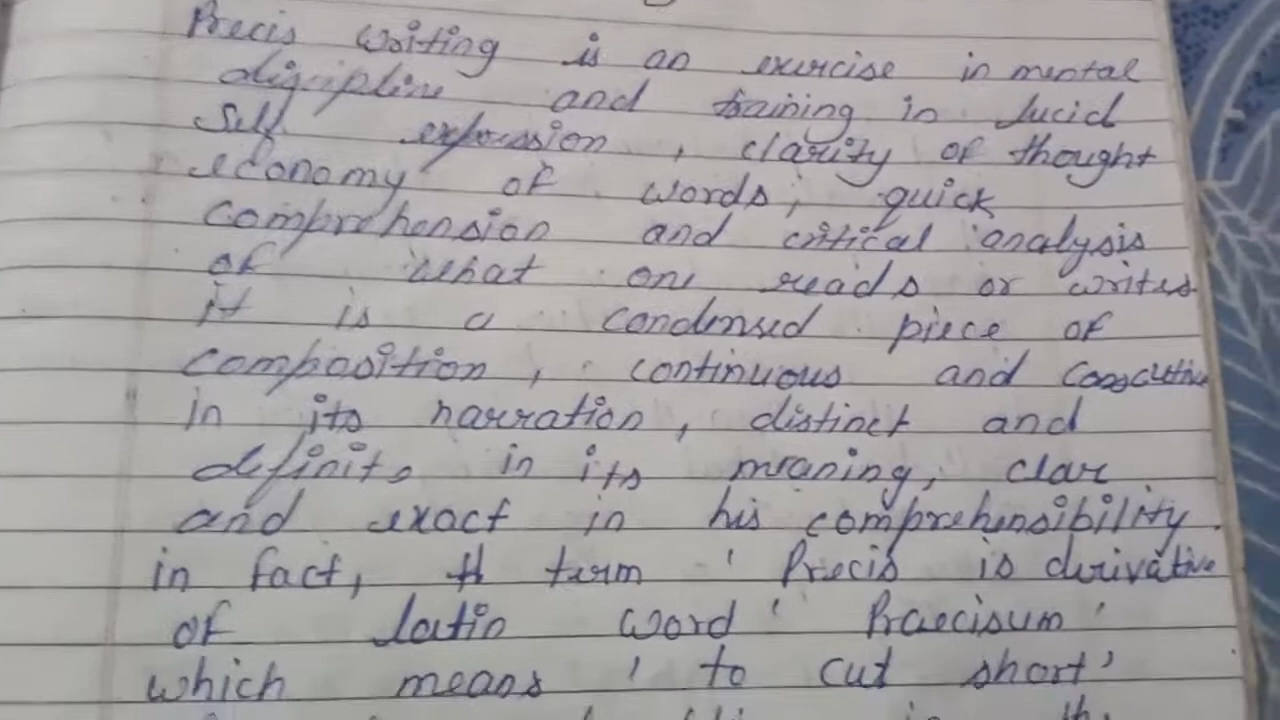 Precis writing is an exercise in mental
discipline and training in lucid
Self expression, clarity of thought
economy of words, quick
comprehension and critical analysis
of what one reads or writes.
it is a condensed piece of
composition, continuous and consecutive
in its narration, distinct and
definite in its meaning, clear
and exact in his comprehensibility.
in fact, the term ' Precis is derivative
of latin word ' Praecisum '
which means ' to cut short'